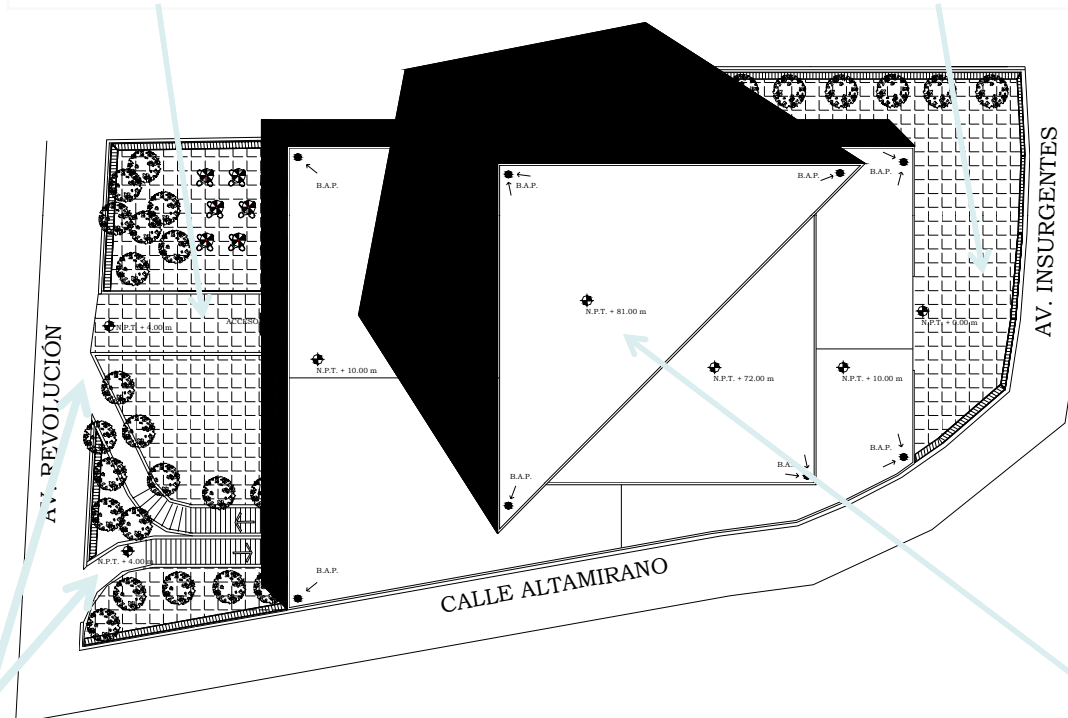 B.A.P.
B.A.P.
B.A.P.
B.A.P.
N.P.T. + 81.00 m
ACCESO
N.P.T. + 4.00 m
N.P.T. + 0.00 m
N.P.T. + 10.00 m
N.P.T. + 72.00 m
N.P.T. + 10.00 m
AV. REVOLUCIÓN
AV. INSURGENTES
B.A.P.
B.A.
B.A.P.
N.P.T. + 4.00 m
B.A.P.
CALLE ALTAMIRANO